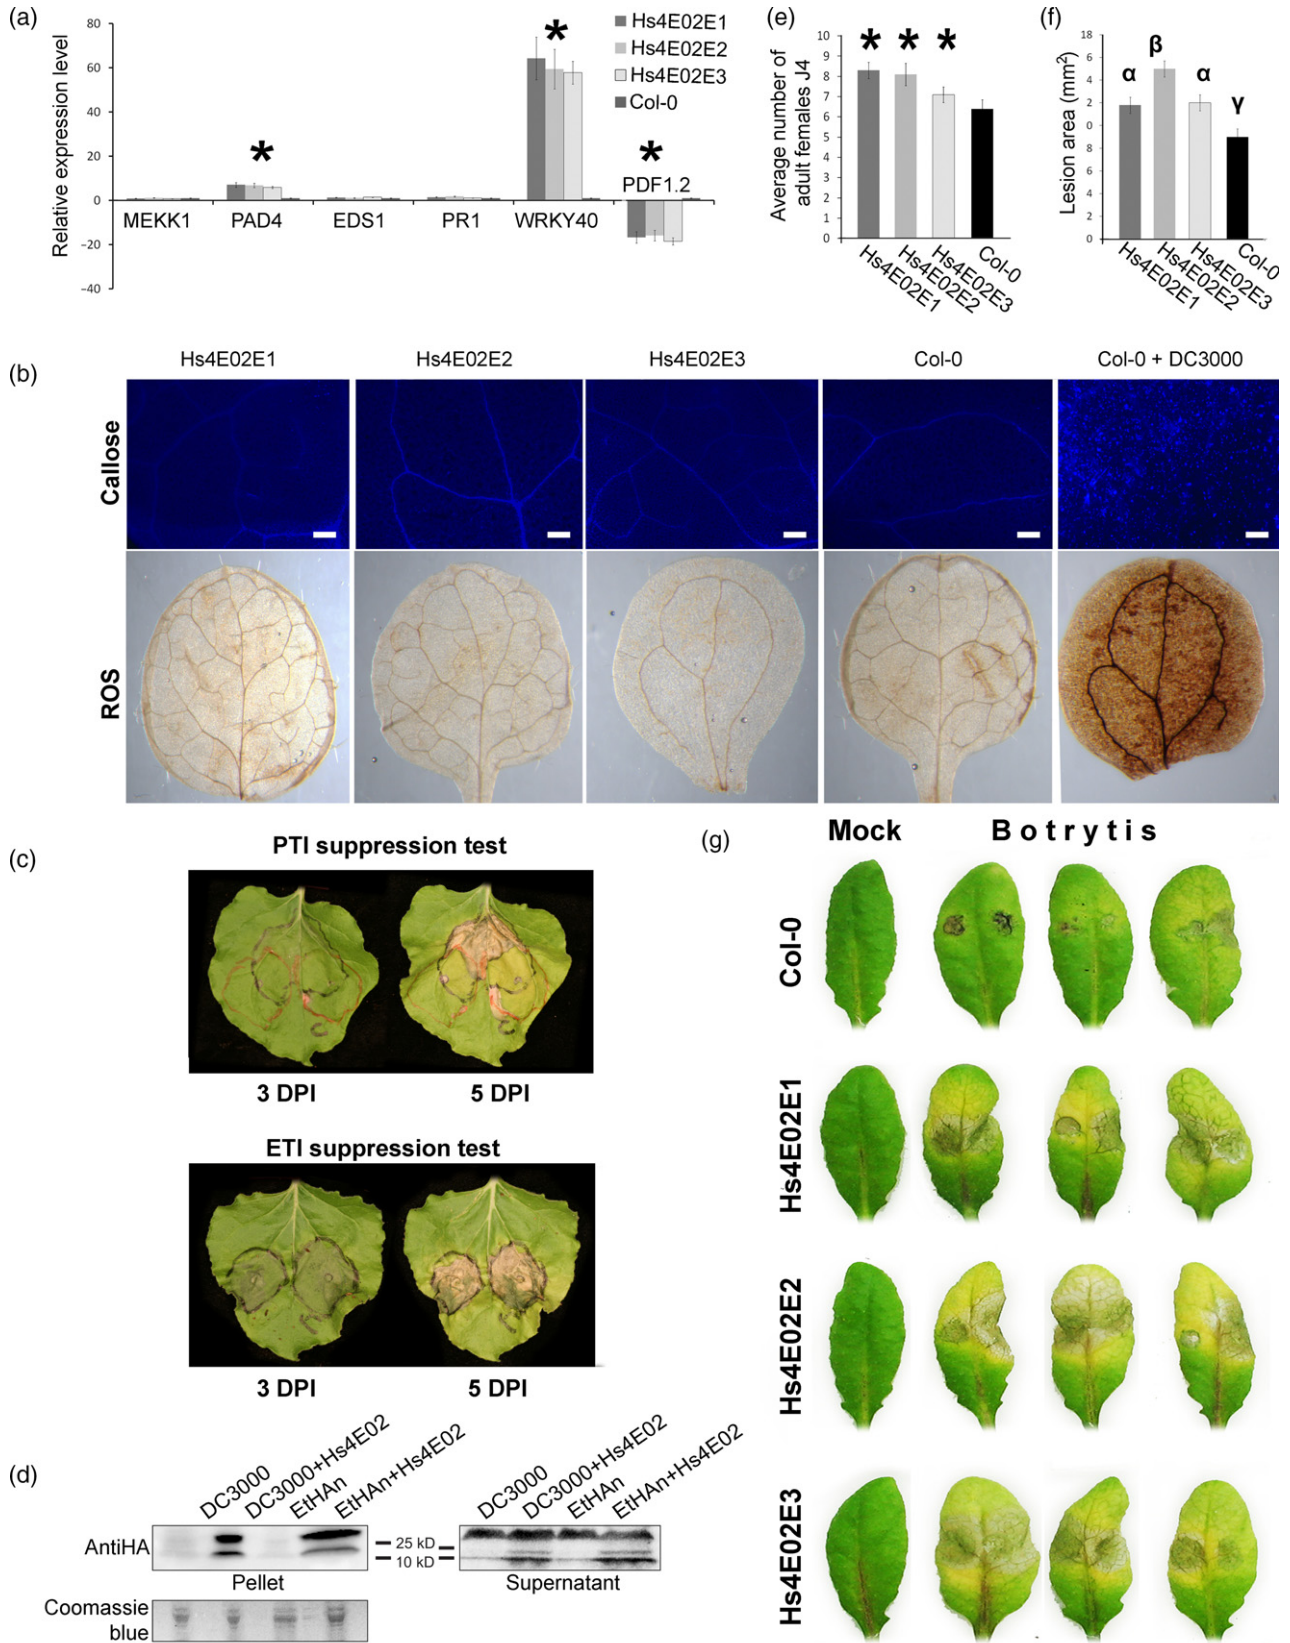 (a)
80
60
40
20
0
−20
−40
Relative expression level
Hs4E02E1
Hs4E02E2
Hs4E02E3
Col-0
*
*
*
PDF1.2
MEKK1 PAD4 EDS1 PR1 WRKY40
(e)
Average number of
adult females J4
10
9
8
7
6
5
4
3
2
1
0
* * *
Hs4E02E1
Hs4E02E2
Hs4E02E3
Col-0
(f)
Lesion area (mm²)
18
6
4
2
0
8
6
4
2
0
α β α γ
Hs4E02E1
Hs4E02E2
Hs4E02E3
Col-0
(b)
Hs4E02E1 Hs4E02E2 Hs4E02E3 Col-0 Col-0 + DC3000
Callose
ROS
(c)
PTI suppression test
3 DPI 5 DPI
ETI suppression test
3 DPI 5 DPI
(d)
DC3000
DC3000+Hs4E02
EtHAn
EtHAn+Hs4E02
DC3000
DC3000+Hs4E02
EtHAn
EtHAn+Hs4E02
AntiHA
25 kD
10 kD
Pellet
Supernatant
Coomassie
blue
(g)
Mock Botrytis
Col-0
Hs4E02E1
Hs4E02E2
Hs4E02E3